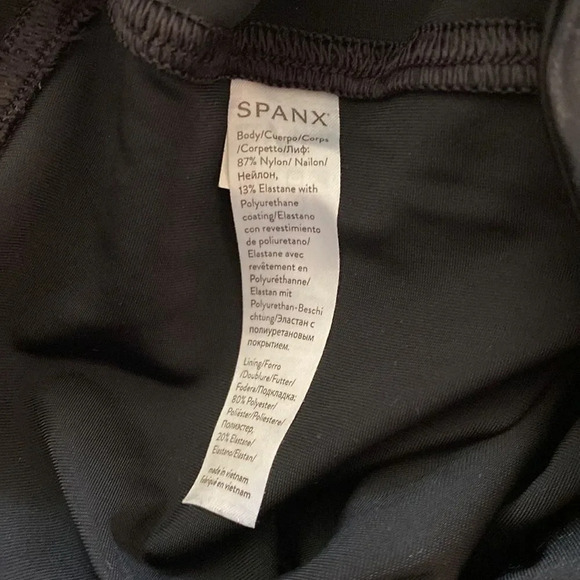 SPANX®
Body/Cuerpo/Corps
/Corpetto/Лиф:
87% Nylon/ Nailon/
Нейлон,
13% Elastane with
Polyurethane
coating/Elastano
con revestimiento
de poliuretano/
Elastane avec
revêtement en
Polyuréthanne/
Elastan mit
Polyurethan-Beschi
chtung/Эластан с
полиуретановым
покрытием.
Lining/Forro
/Doublure/Futter/
Fodera/Подкладка:
80% Polyester/
Poliéster/Poliestere/
Полиэстер,
20% Elastane/
Elastano/Elastan/
made in vietnam
fabriqué en vietnam